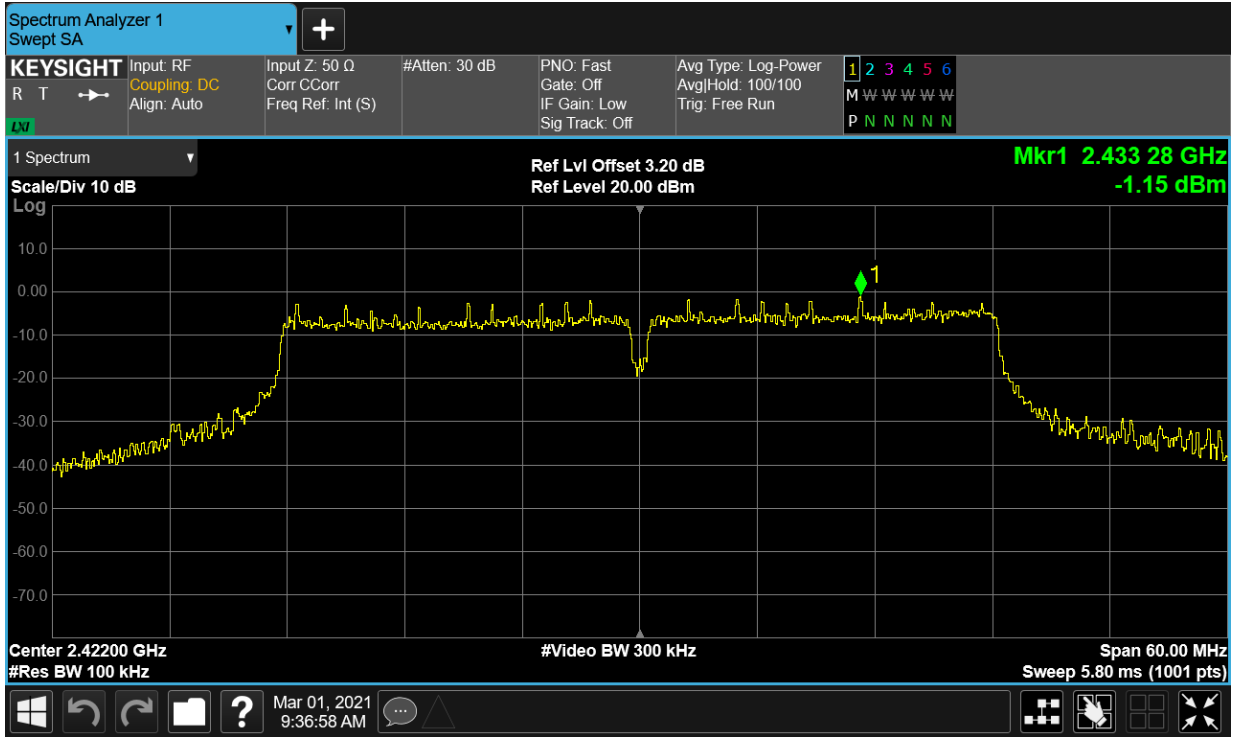 Spectrum Analyzer 1
Swept SA
KEYSIGHT
R T
LXI
Input: RF
Coupling: DC
Align: Auto
Input Z: 50 Ω
Corr CCorr
Freq Ref: Int (S)
#Atten: 30 dB
PNO: Fast
Gate: Off
IF Gain: Low
Sig Track: Off
Avg Type: Log-Power
Avg|Hold: 100/100
Trig: Free Run
1 2 3 4 5 6
M W W W W W
P N N N N N
1 Spectrum
Scale/Div 10 dB
Log
Ref Lvl Offset 3.20 dB
Ref Level 20.00 dBm
Mkr1 2.433 28 GHz
-1.15 dBm
10.0
0.00
-10.0
-20.0
-30.0
-40.0
-50.0
-60.0
-70.0
1
Center 2.42200 GHz
#Res BW 100 kHz
#Video BW 300 kHz
Span 60.00 MHz
Sweep 5.80 ms (1001 pts)
?
Mar 01, 2021
9:36:58 AM